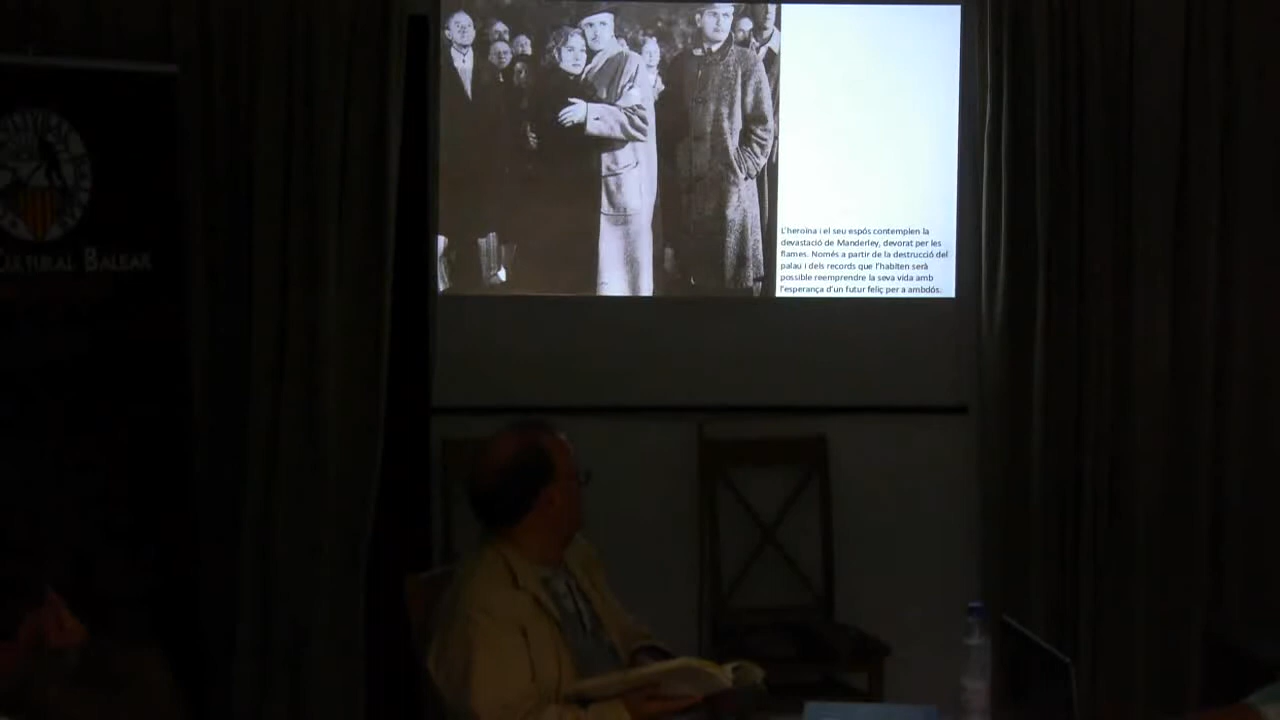 L'heroïna i el seu espòs contemplen la
devastació de Manderley, devorat per les
flames. Només a partir de la destrucció del
palau i dels records que l'habiten serà
possible reemprendre la seva vida amb
l'esperança d'un futur feliç per a ambdós.
Cultural Balear